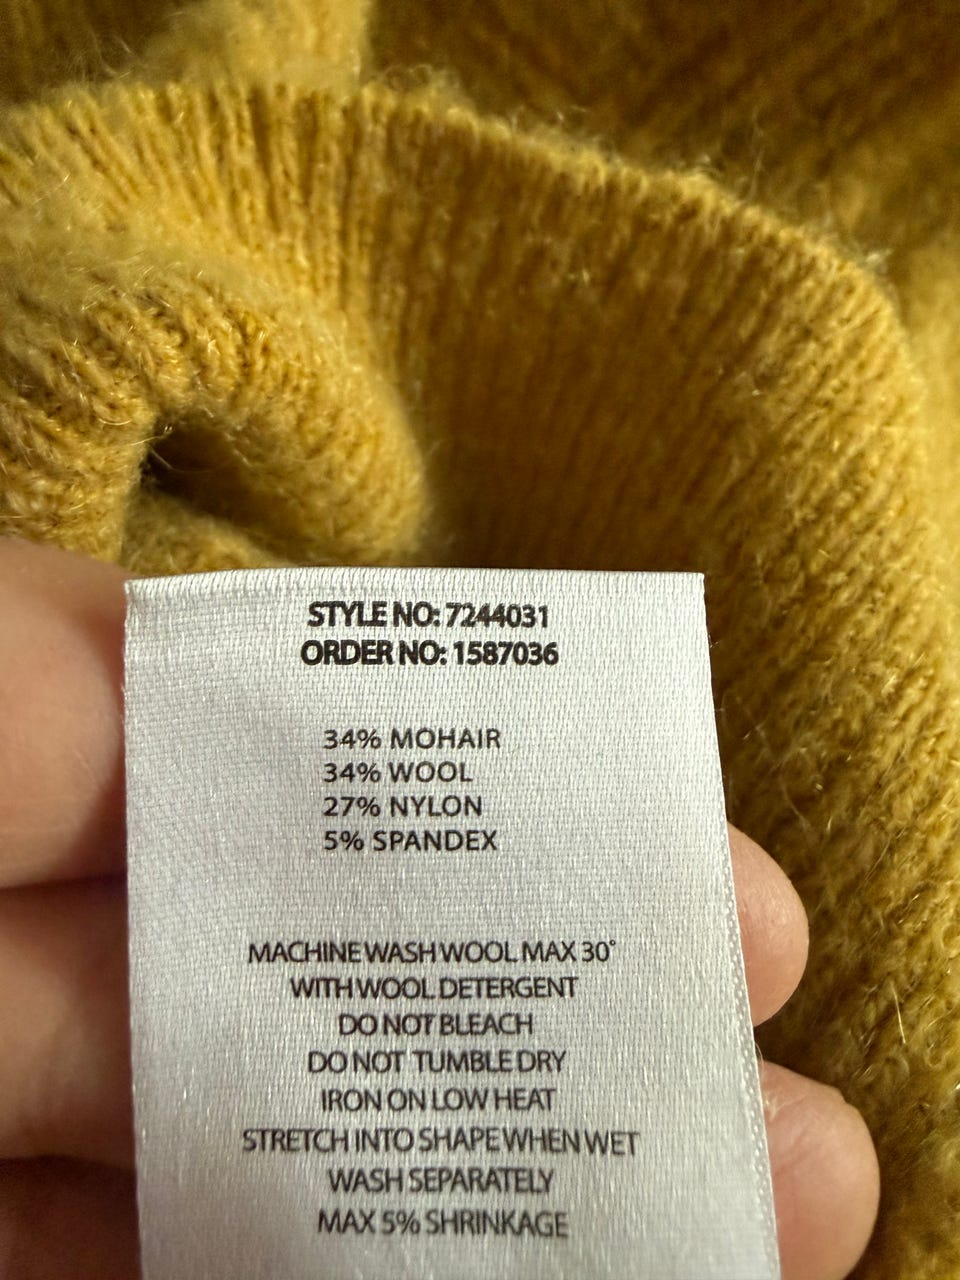 STYLE NO: 7244031
ORDER NO: 1587036
34% MOHAIR
34% WOOL
27% NYLON
5% SPANDEX
MACHINE WASH WOOL MAX 30°
WITH WOOL DETERGENT
DO NOT BLEACH
DO NOT TUMBLE DRY
IRON ON LOW HEAT
STRETCH INTO SHAPE WHEN WET
WASH SEPARATELY
MAX 5% SHRINKAGE